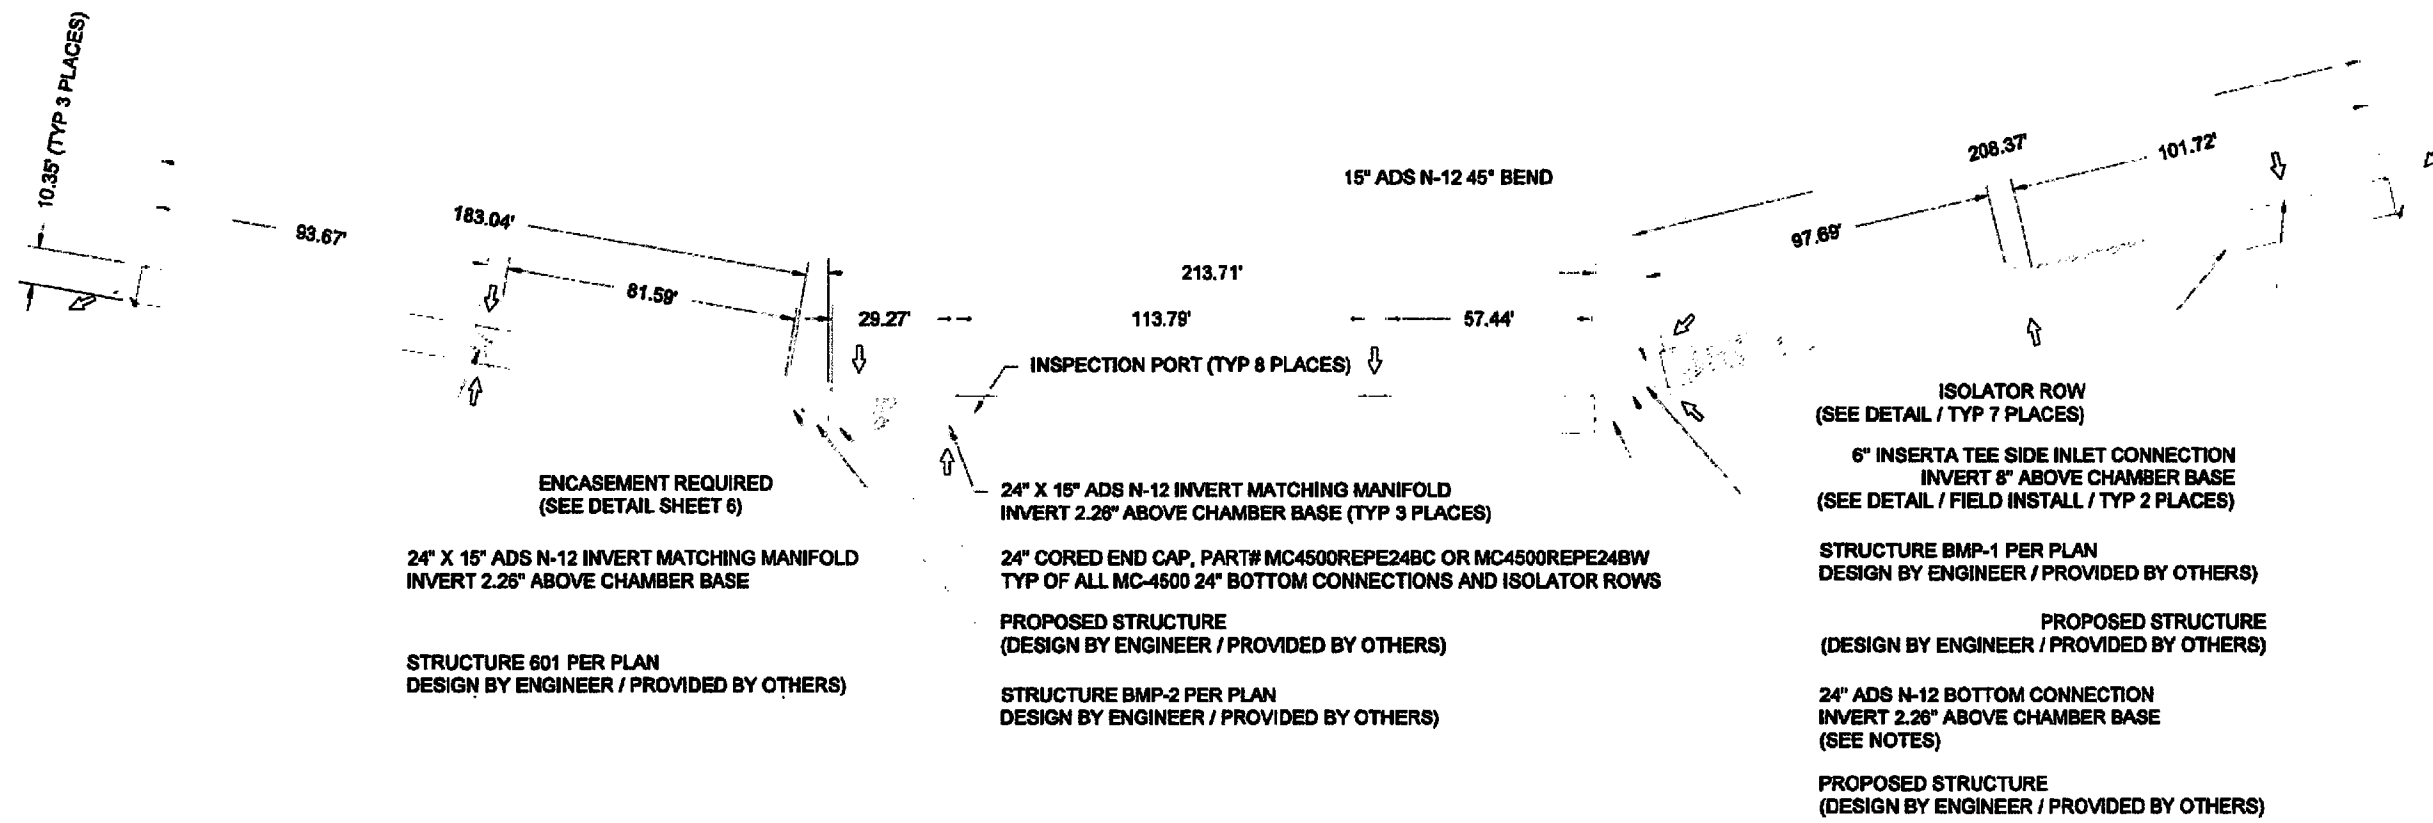 10.35' (TYP 3 PLACES)
93.67'
183.04'
81.59'
29.27'
213.71'
113.79'
57.44'
15" ADS N-12 45° BEND
97.69'
208.37'
101.72'
INSPECTION PORT (TYP 8 PLACES)
ENCASEMENT REQUIRED
(SEE DETAIL SHEET 6)
24" X 15" ADS N-12 INVERT MATCHING MANIFOLD
INVERT 2.26" ABOVE CHAMBER BASE
STRUCTURE 601 PER PLAN
DESIGN BY ENGINEER / PROVIDED BY OTHERS)
24" X 15" ADS N-12 INVERT MATCHING MANIFOLD
INVERT 2.26" ABOVE CHAMBER BASE (TYP 3 PLACES)
24" CORED END CAP, PART# MC4500REPE24BC OR MC4500REPE24BW
TYP OF ALL MC-4500 24" BOTTOM CONNECTIONS AND ISOLATOR ROWS
PROPOSED STRUCTURE
(DESIGN BY ENGINEER / PROVIDED BY OTHERS)
STRUCTURE BMP-2 PER PLAN
DESIGN BY ENGINEER / PROVIDED BY OTHERS)
ISOLATOR ROW
(SEE DETAIL / TYP 7 PLACES)
6" INSERTA TEE SIDE INLET CONNECTION
INVERT 8" ABOVE CHAMBER BASE
(SEE DETAIL / FIELD INSTALL / TYP 2 PLACES)
STRUCTURE BMP-1 PER PLAN
DESIGN BY ENGINEER / PROVIDED BY OTHERS)
PROPOSED STRUCTURE
(DESIGN BY ENGINEER / PROVIDED BY OTHERS)
24" ADS N-12 BOTTOM CONNECTION
INVERT 2.26" ABOVE CHAMBER BASE
(SEE NOTES)
PROPOSED STRUCTURE
(DESIGN BY ENGINEER / PROVIDED BY OTHERS)